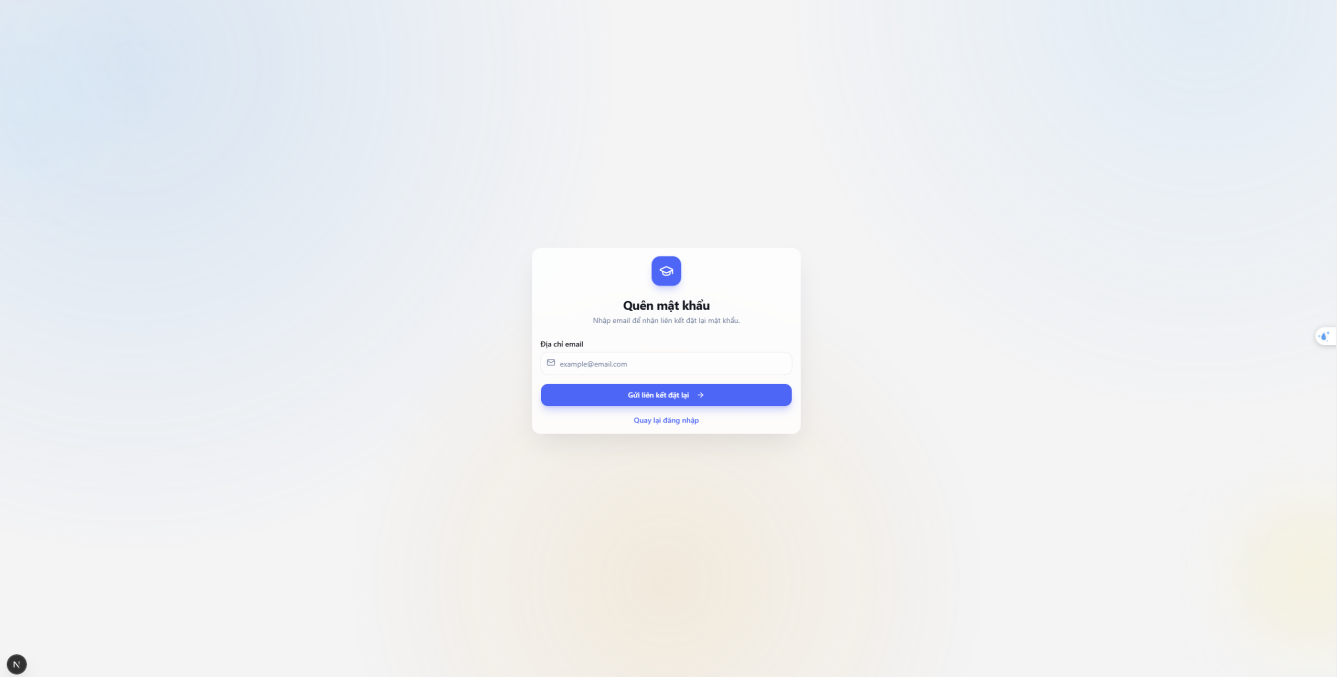 Quên mật khẩu
Nhập email để nhận liên kết đặt lại mật khẩu.
Địa chỉ email
example@email.com
Gửi liên kết đặt lại
Quay lại đăng nhập
N